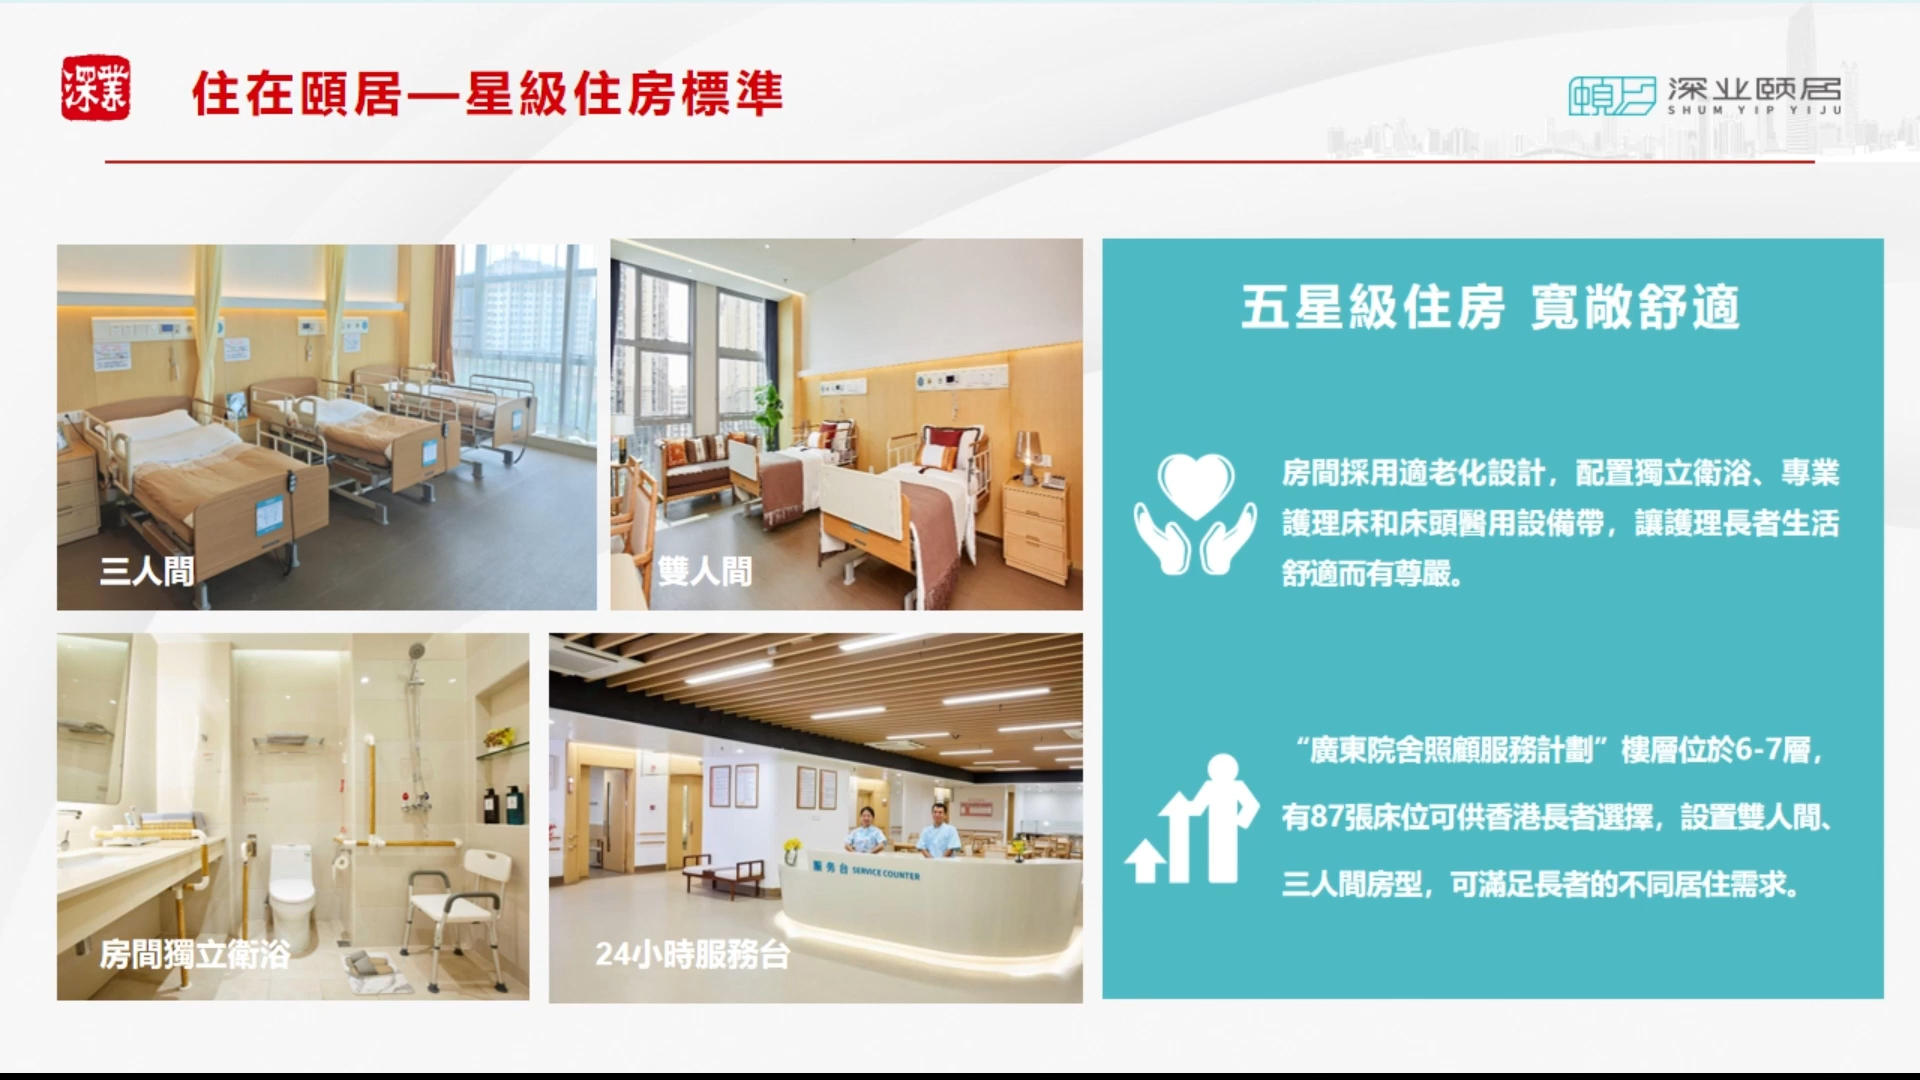 深業
住在頤居—星級住房標準
深业颐居
SHUM YIP YIJU
三人間
雙人間
房間獨立衛浴
服务台 SERVICE COUNTER
24小時服務台
五星級住房 寬敞舒適
房間採用適老化設計，配置獨立衛浴、專業
護理床和床頭醫用設備帶，讓護理長者生活
舒適而有尊嚴。
“廣東院舍照顧服務計劃”樓層位於6-7層，
有87張床位可供香港長者選擇，設置雙人間、
三人間房型，可滿足長者的不同居住需求。